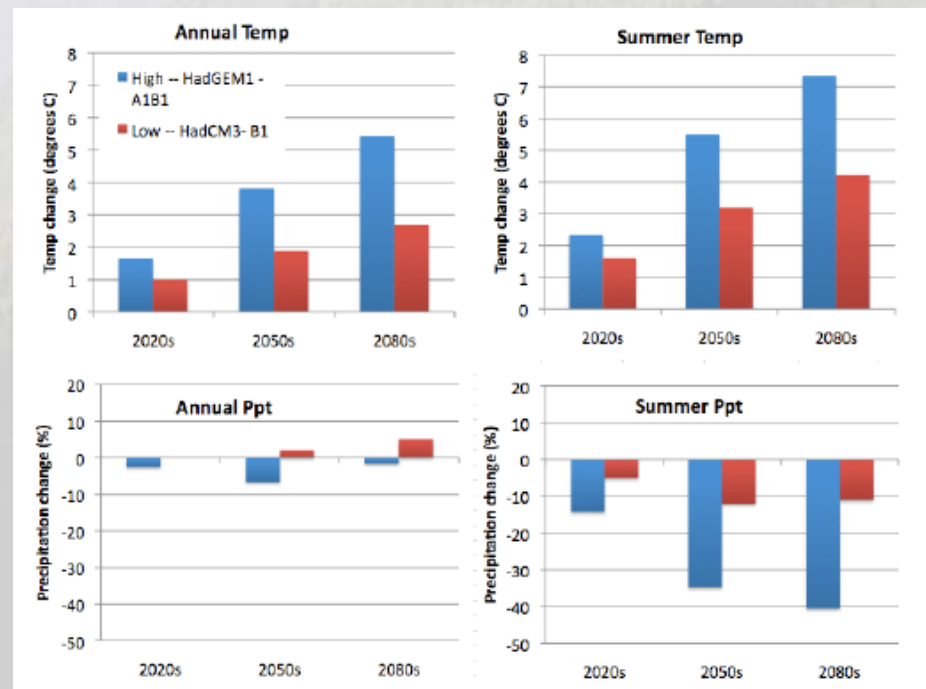 Annual Temp
Temp change (degrees C)
8
7
6
5
4
3
2
1
0
High -- HadGEM1 -
A1B1
Low -- HadCM3- B1
2020s 2050s 2080s
Summer Temp
Temp change (degrees C)
8
7
6
5
4
3
2
1
0
2020s 2050s 2080s
Annual Ppt
Precipitation change (%)
20
10
0
-10
-20
-30
-40
-50
2020s 2050s 2080s
Summer Ppt
Precipitation change (%)
20
10
0
-10
-20
-30
-40
-50
2020s 2050s 2080s